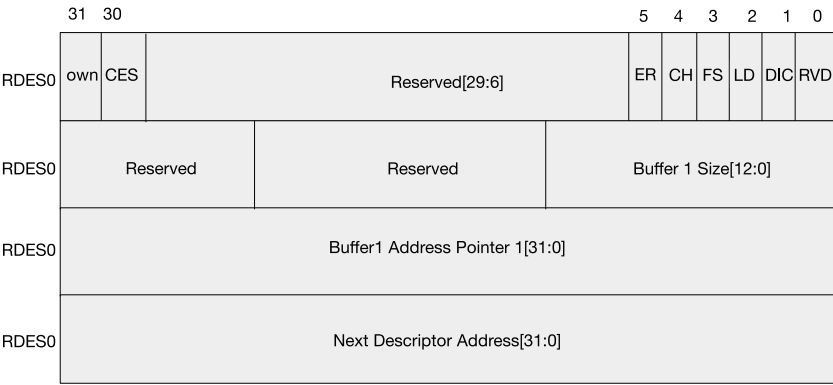 31 30 5 4 3 2 1 0
RDES0 own CES Reserved[29:6] ER CH FS LD DIC RVD
RDES0 Reserved Reserved Buffer 1 Size[12:0]
RDES0 Buffer1 Address Pointer 1[31:0]
RDES0 Next Descriptor Address[31:0]